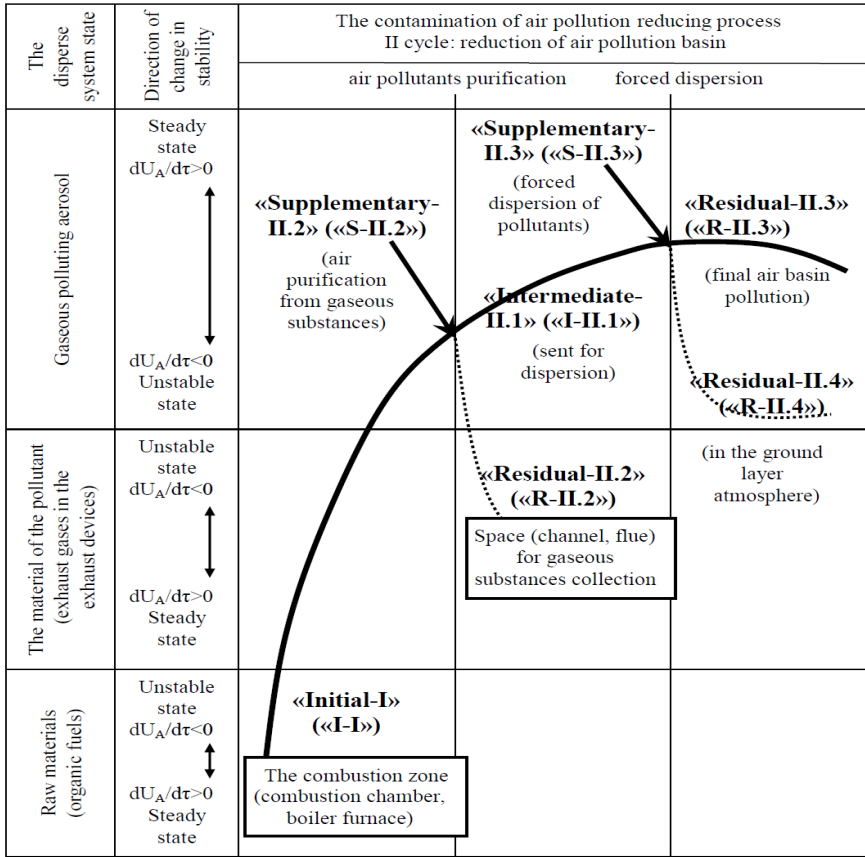 The
disperse
system state
Direction of
change in
stability
The contamination of air pollution reducing process
II cycle: reduction of air pollution basin
air pollutants purification
forced dispersion
Gaseous polluting aerosol
Steady
state
dU_A/dτ>0
dU_A/dτ<0
Unstable
state
«Supplementary-
II.2» («S-II.2»)
(air
purification
from gaseous
substances)
«Supplementary-
II.3» («S-II.3»)
(forced
dispersion of
pollutants)
«Intermediate-
II.1» («I-II.1»)
(sent for
dispersion)
«Residual-II.3»
(«R-II.3»)
(final air basin
pollution)
«Residual-II.4»
(«R-II.4»)
The material of the pollutant
(exhaust gases in the
exhaust devices)
Unstable
state
dU_A/dτ<0
dU_A/dτ>0
Steady
state
«Residual-II.2»
(«R-II.2»)
Space (channel, flue)
for gaseous
substances collection
(in the ground
layer
atmosphere)
Raw materials
(organic fuels)
Unstable
state
dU_A/dτ<0
dU_A/dτ>0
Steady
state
«Initial-I»
(«I-I»)
The combustion zone
(combustion chamber,
boiler furnace)